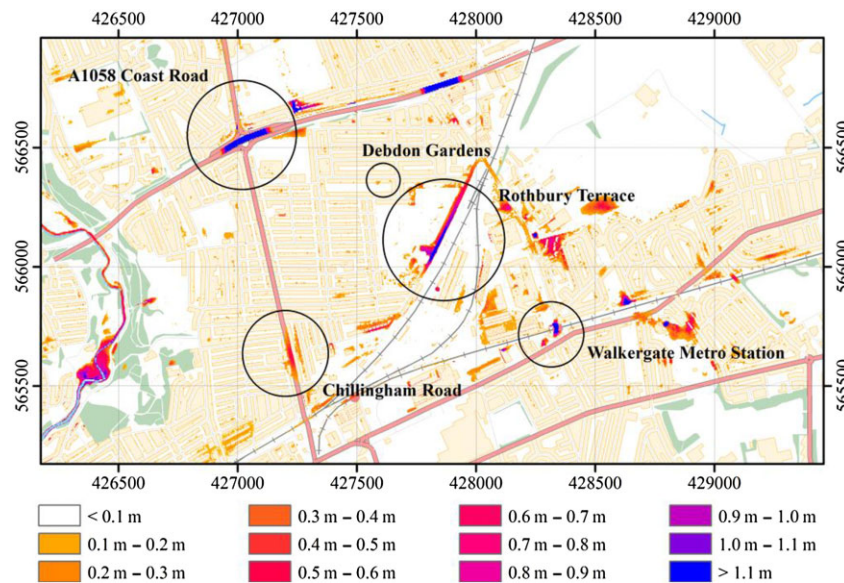 426500 427000 427500 428000 428500 429000
A1058 Coast Road
566500 566500
Debdon Gardens
Rothbury Terrace
566000 566000
Walkergate Metro Station
565500 565500
Chillingham Road
426500 427000 427500 428000 428500 429000
< 0.1 m 0.3 m – 0.4 m 0.6 m – 0.7 m 0.9 m – 1.0 m
0.1 m – 0.2 m 0.4 m – 0.5 m 0.7 m – 0.8 m 1.0 m – 1.1 m
0.2 m – 0.3 m 0.5 m – 0.6 m 0.8 m – 0.9 m > 1.1 m